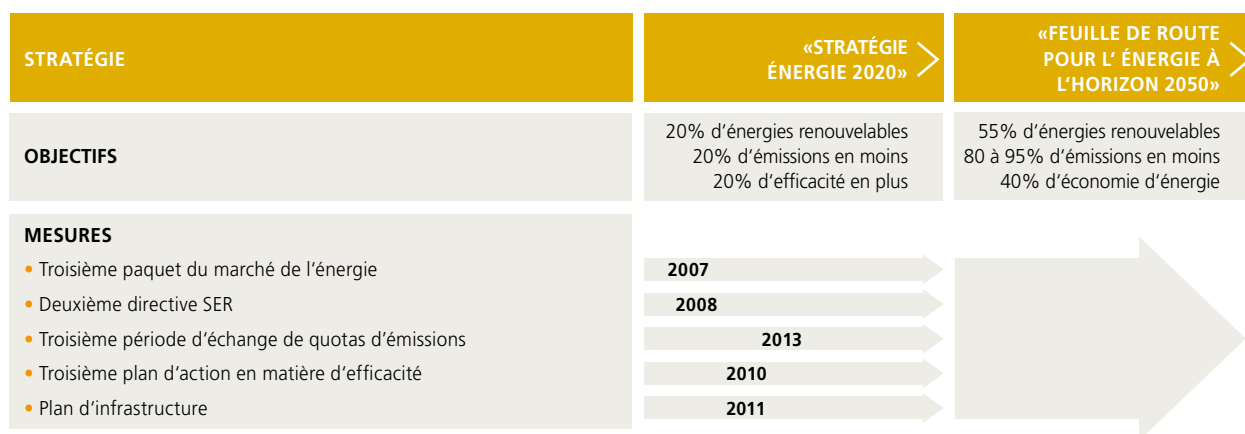 STRATÉGIE
«STRATÉGIE
ÉNERGIE 2020»
«FEUILLE DE ROUTE
POUR L' ÉNERGIE À
L'HORIZON 2050»
OBJECTIFS
20% d'énergies renouvelables
20% d'émissions en moins
20% d'efficacité en plus
55% d'énergies renouvelables
80 à 95% d'émissions en moins
40% d'économie d'énergie
MESURES
• Troisième paquet du marché de l'énergie
2007
• Deuxième directive SER
2008
• Troisième période d'échange de quotas d'émissions
2013
• Troisième plan d'action en matière d'efficacité
2010
• Plan d'infrastructure
2011